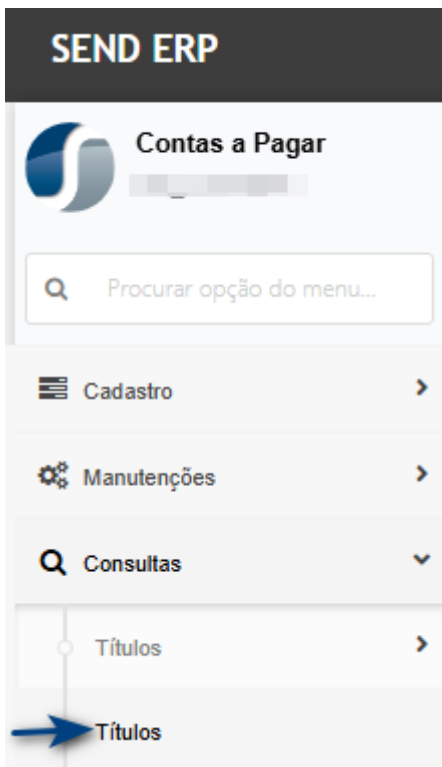 SEND ERP
Contas a Pagar
Procurar opção do menu...
Cadastro
Manutenções
Consultas
Títulos
Títulos